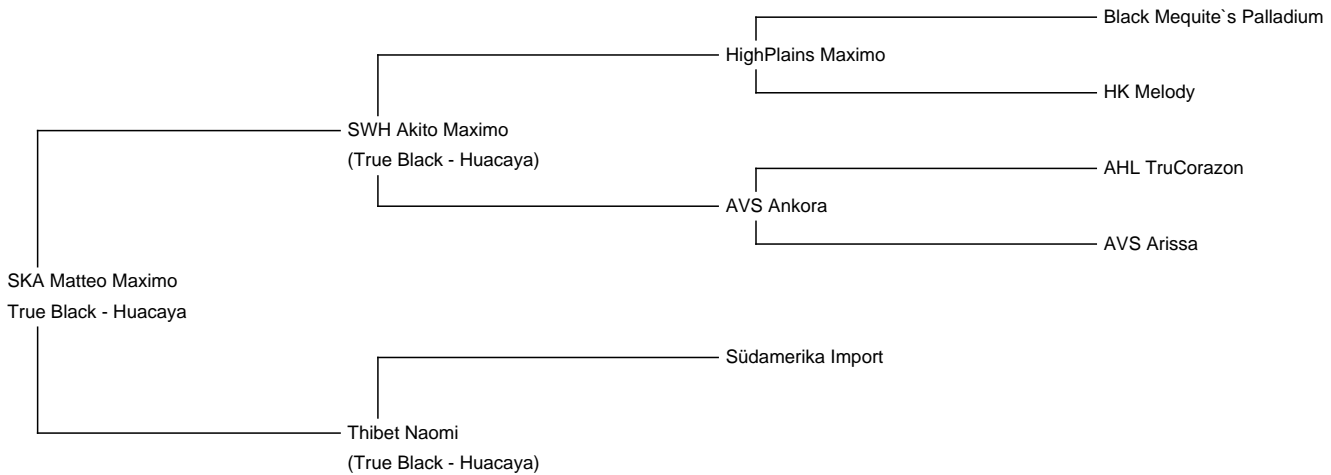 Black Mequite`s Palladium
HighPlains Maximo
HK Melody
SWH Akito Maximo
(True Black - Huacaya)
AHL TruCorazon
AVS Ankora
AVS Arissa
SKA Matteo Maximo
True Black - Huacaya
Südamerika Import
Thibet Naomi
(True Black - Huacaya)